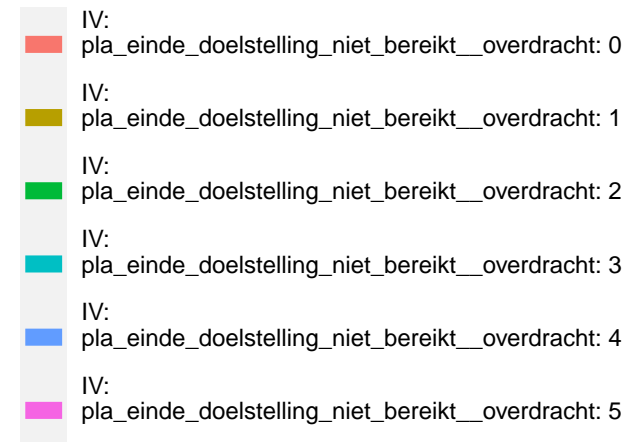 IV:
pla_einde_doelstelling_niet_bereikt__overdracht: 0
IV:
pla_einde_doelstelling_niet_bereikt__overdracht: 1
IV:
pla_einde_doelstelling_niet_bereikt__overdracht: 2
IV:
pla_einde_doelstelling_niet_bereikt__overdracht: 3
IV:
pla_einde_doelstelling_niet_bereikt__overdracht: 4
IV:
pla_einde_doelstelling_niet_bereikt__overdracht: 5